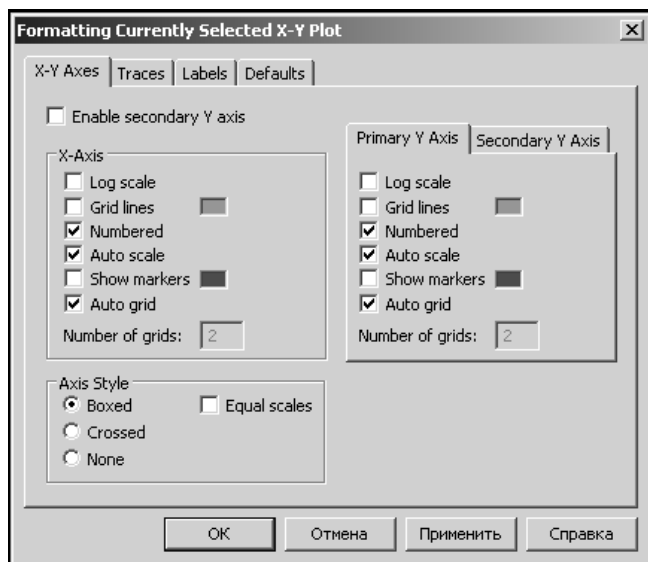 Formatting Currently Selected X-Y Plot
X-Y Axes Traces Labels Defaults
Enable secondary Y axis
X-Axis
Log scale
Grid lines
Numbered
Auto scale
Show markers
Auto grid
Number of grids: 2
Primary Y Axis Secondary Y Axis
Log scale
Grid lines
Numbered
Auto scale
Show markers
Auto grid
Number of grids: 2
Axis Style
Boxed Equal scales
Crossed
None
ОК Отмена Применить Справка